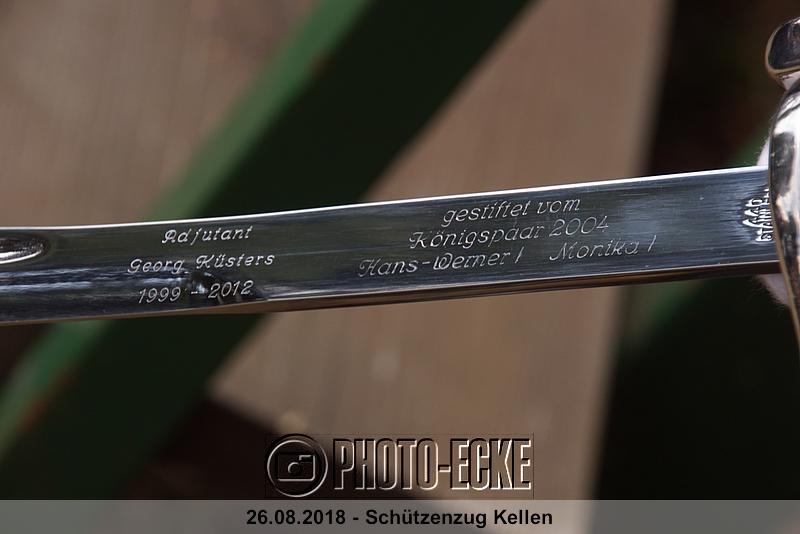 Adjutant
Georg Küsters
1999 - 2012
gestiftet vom
Königspaar 2004
Hans-Werner I Monika I
PHOTO-ECKE
26.08.2018 - Schützenzug Kellen